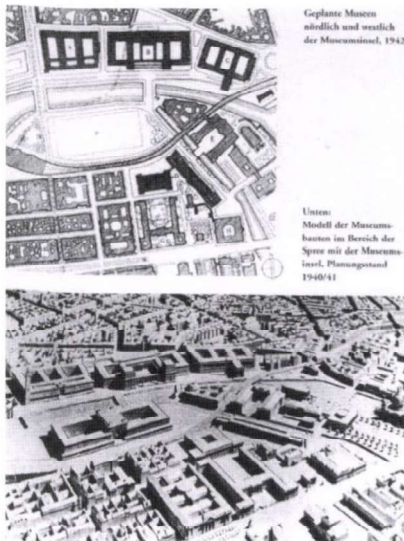 Geplante Museen
nördlich und westlich
der Museumsinsel, 1942
Unten:
Modell der Museums-
bauten im Bereich der
Spree mit der Museums-
insel, Planungsstand
1940/41